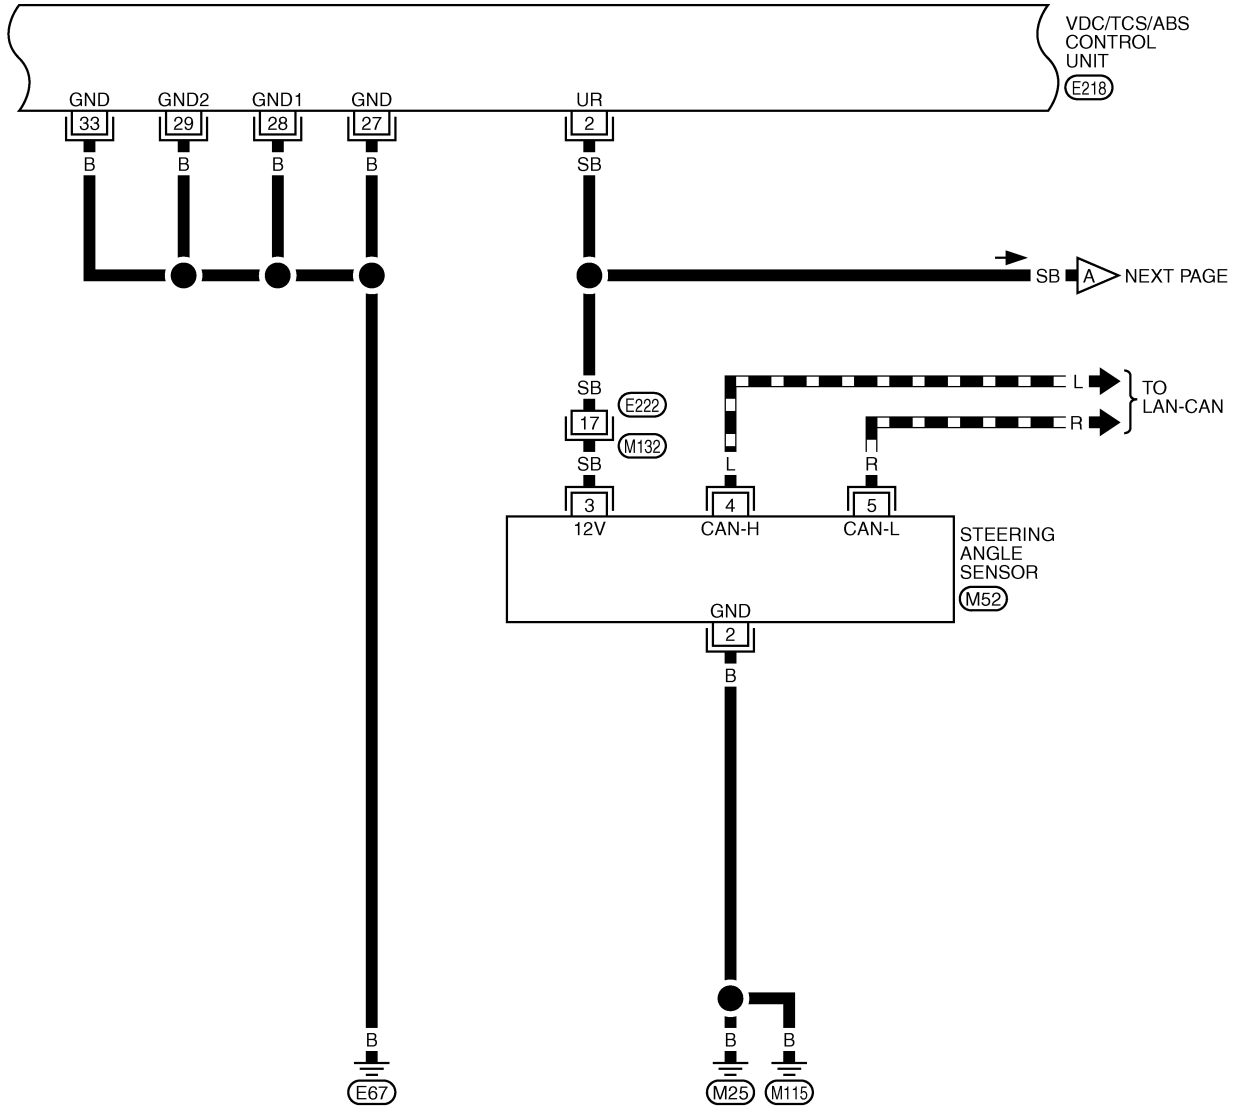 VDC/TCS/ABS
CONTROL
UNIT
E218
GND GND2 GND1 GND UR
33 29 28 27 2
B B B B SB
SB A NEXT PAGE
L
TO
LAN-CAN
R
SB E222
17
M132
SB L R
3 4 5
12V CAN-H CAN-L
STEERING
ANGLE
SENSOR
M52
GND
2
B
B B B
E67 M25 M115